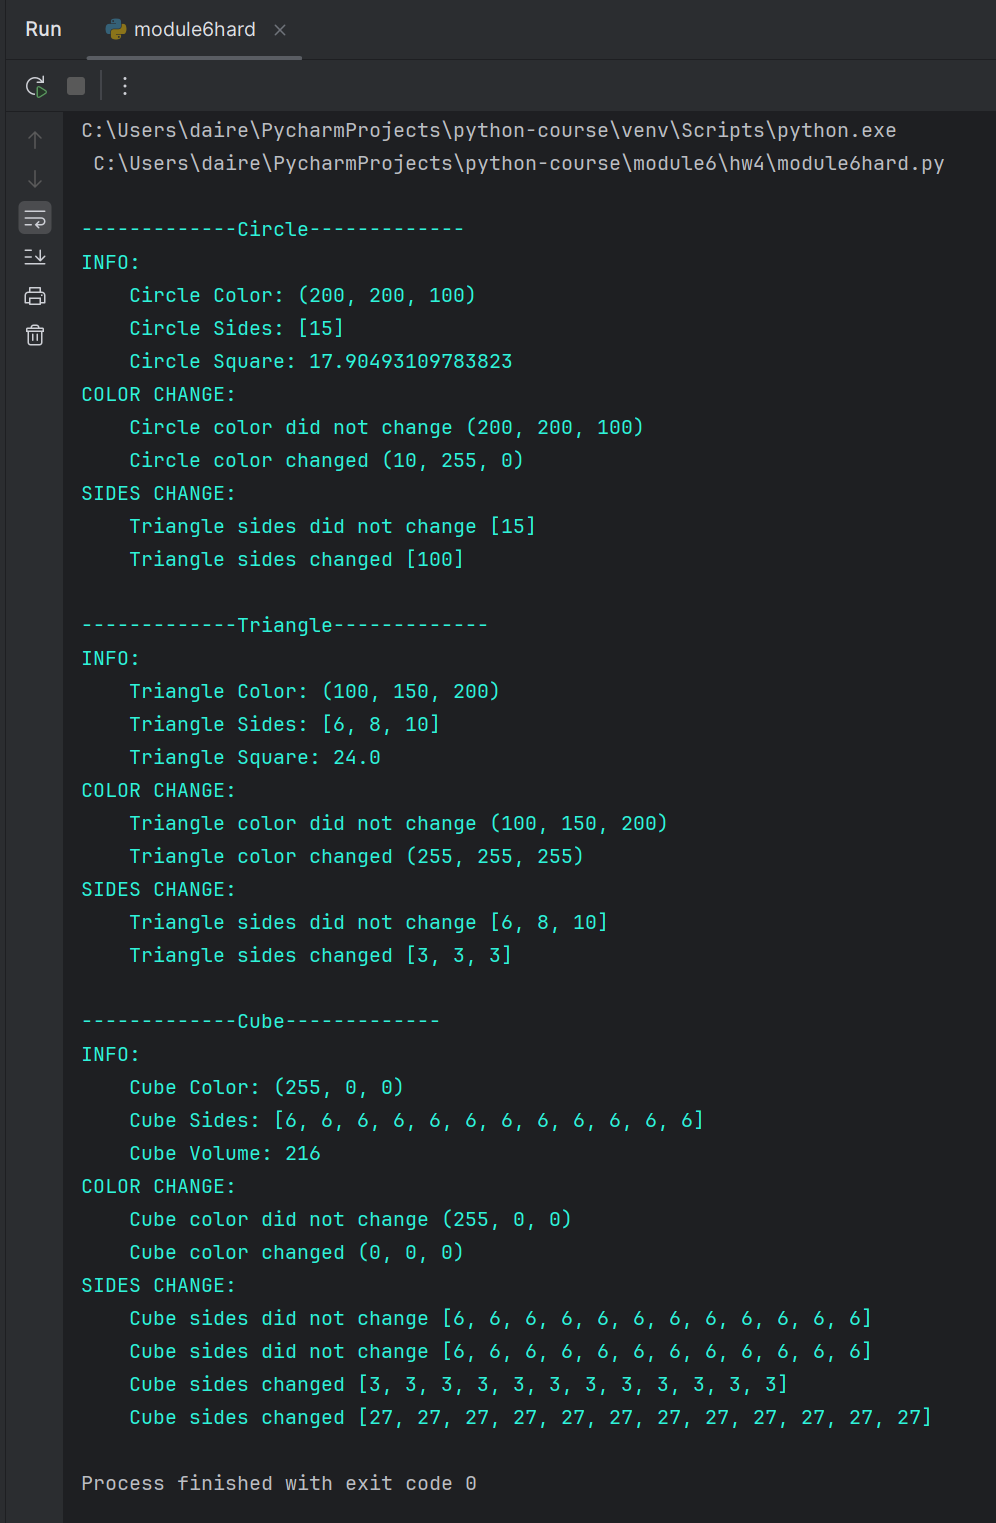 Run module6hard
C:\Users\daire\PycharmProjects\python-course\venv\Scripts\python.exe
C:\Users\daire\PycharmProjects\python-course\module6\hw4\module6hard.py
-------------Circle-------------
INFO:
Circle Color: (200, 200, 100)
Circle Sides: [15]
Circle Square: 17.90493109783823
COLOR CHANGE:
Circle color did not change (200, 200, 100)
Circle color changed (10, 255, 0)
SIDES CHANGE:
Triangle sides did not change [15]
Triangle sides changed [100]
-------------Triangle-------------
INFO:
Triangle Color: (100, 150, 200)
Triangle Sides: [6, 8, 10]
Triangle Square: 24.0
COLOR CHANGE:
Triangle color did not change (100, 150, 200)
Triangle color changed (255, 255, 255)
SIDES CHANGE:
Triangle sides did not change [6, 8, 10]
Triangle sides changed [3, 3, 3]
-------------Cube-------------
INFO:
Cube Color: (255, 0, 0)
Cube Sides: [6, 6, 6, 6, 6, 6, 6, 6, 6, 6, 6, 6]
Cube Volume: 216
COLOR CHANGE:
Cube color did not change (255, 0, 0)
Cube color changed (0, 0, 0)
SIDES CHANGE:
Cube sides did not change [6, 6, 6, 6, 6, 6, 6, 6, 6, 6, 6, 6]
Cube sides did not change [6, 6, 6, 6, 6, 6, 6, 6, 6, 6, 6, 6]
Cube sides changed [3, 3, 3, 3, 3, 3, 3, 3, 3, 3, 3, 3]
Cube sides changed [27, 27, 27, 27, 27, 27, 27, 27, 27, 27, 27, 27]
Process finished with exit code 0